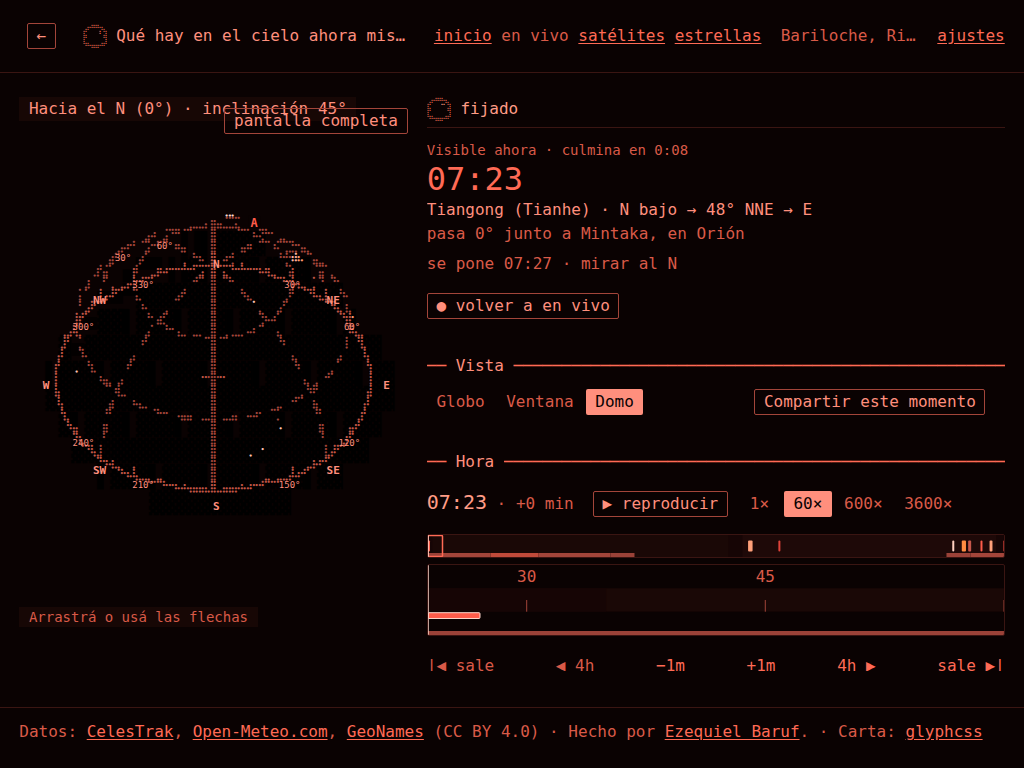 ←
Qué hay en el cielo ahora mis…
inicio en vivo satélites estrellas
Bariloche, Ri…
ajustes
Hacia el N (0°) · inclinación 45°
pantalla completa
A
60°
30°
N
330°
30°
NW
NE
300°
60°
W
E
240°
120°
SW
SE
210°
150°
S
Arrastrá o usá las flechas
fijado
Visible ahora · culmina en 0:08
07:23
Tiangong (Tianhe) · N bajo → 48° NNE → E
pasa 0° junto a Mintaka, en Orión
se pone 07:27 · mirar al N
● volver a en vivo
Vista
Globo Ventana Domo
Compartir este momento
Hora
07:23 · +0 min
▶ reproducir
1× 60× 600× 3600×
30 45
|◀ sale
◀ 4h
−1m
+1m
4h ▶
sale ▶|
Datos: CelesTrak, Open-Meteo.com, GeoNames (CC BY 4.0) · Hecho por Ezequiel Baruf. · Carta: glyphcss